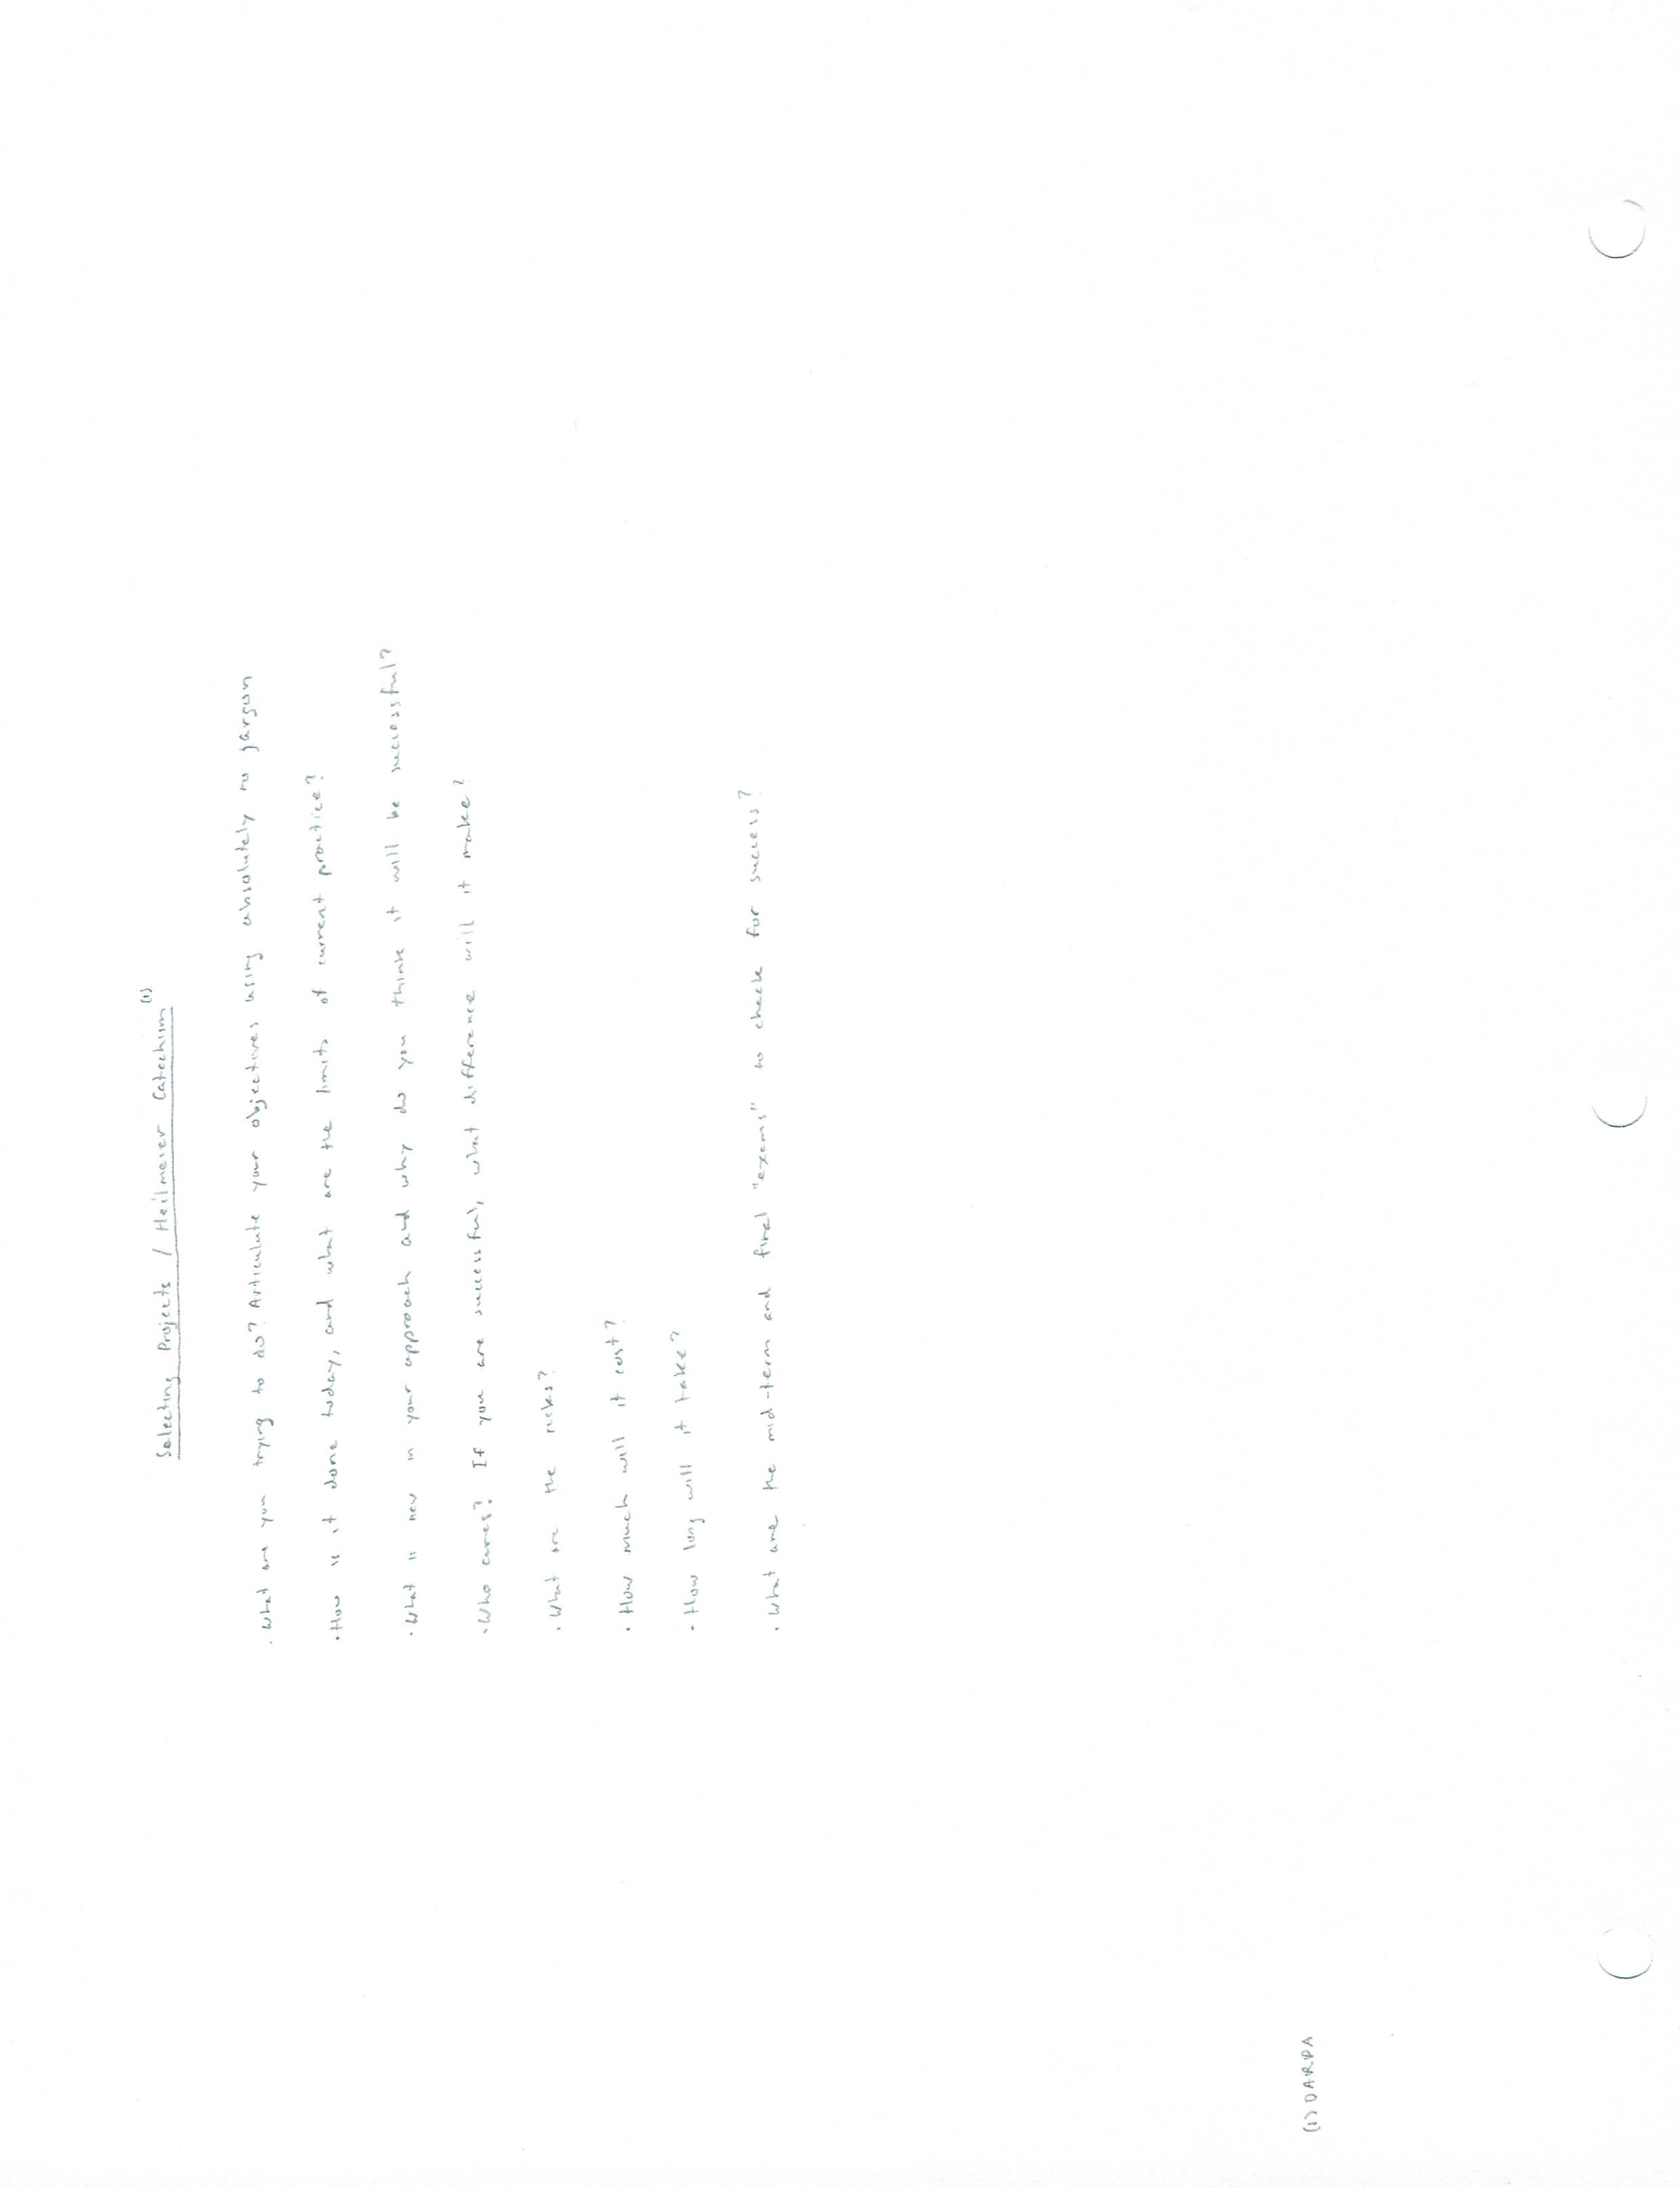 Selecting Projects / Heilmeier Catechism (1)
· What are you trying to do? Articulate your objectives using absolutely no jargon
· How is it done today, and what are the limits of current practice?
· What is new in your approach and why do you think it will be successful?
· Who cares? If you are successful, what difference will it make?
· What are the risks?
· How much will it cost?
· How long will it take?
· What are the mid-term and final "exams" to check for success?
(1) DARPA